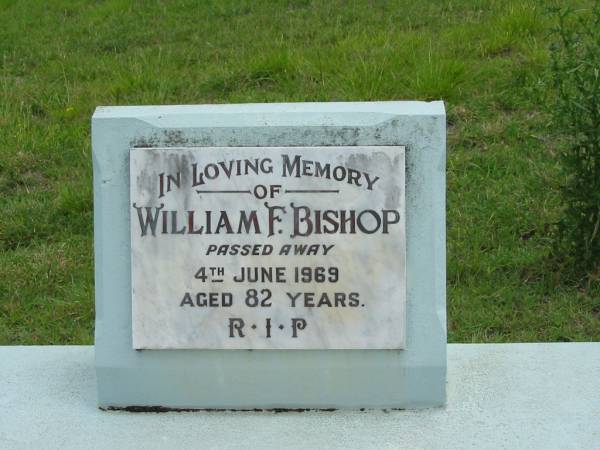 IN LOVING MEMORY
OF
WILLIAM F. BISHOP
PASSED AWAY
4TH JUNE 1969
AGED 82 YEARS.
R·I·P